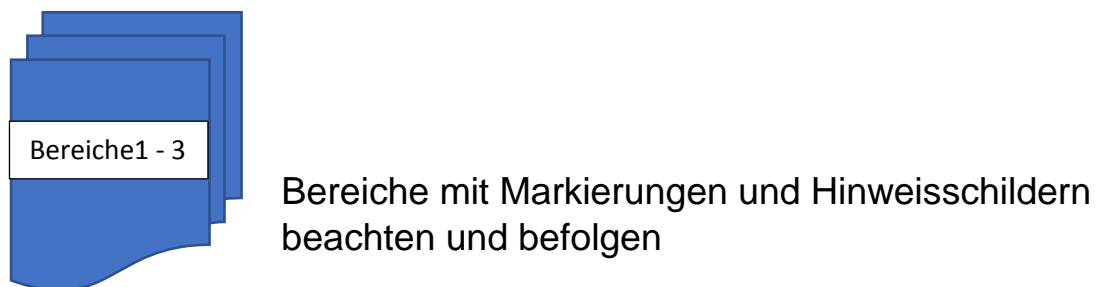 Bereiche1 - 3
Bereiche mit Markierungen und Hinweisschildern
beachten und befolgen